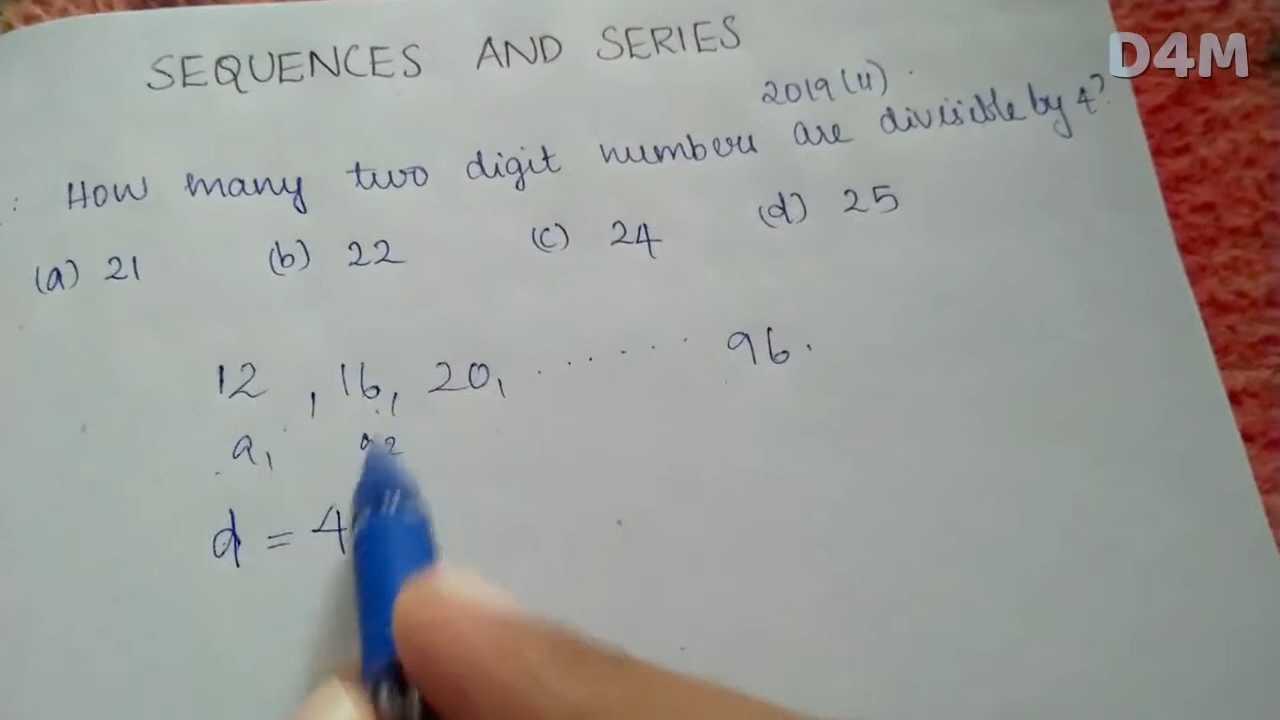 D4M
SEQUENCES AND SERIES
2019 (II)
: How many two digit numbers are divisible by 4?
(a) 21 (b) 22 (c) 24 (d) 25
12 , 16, 20, ...... 96.
a1 a2
d = 4